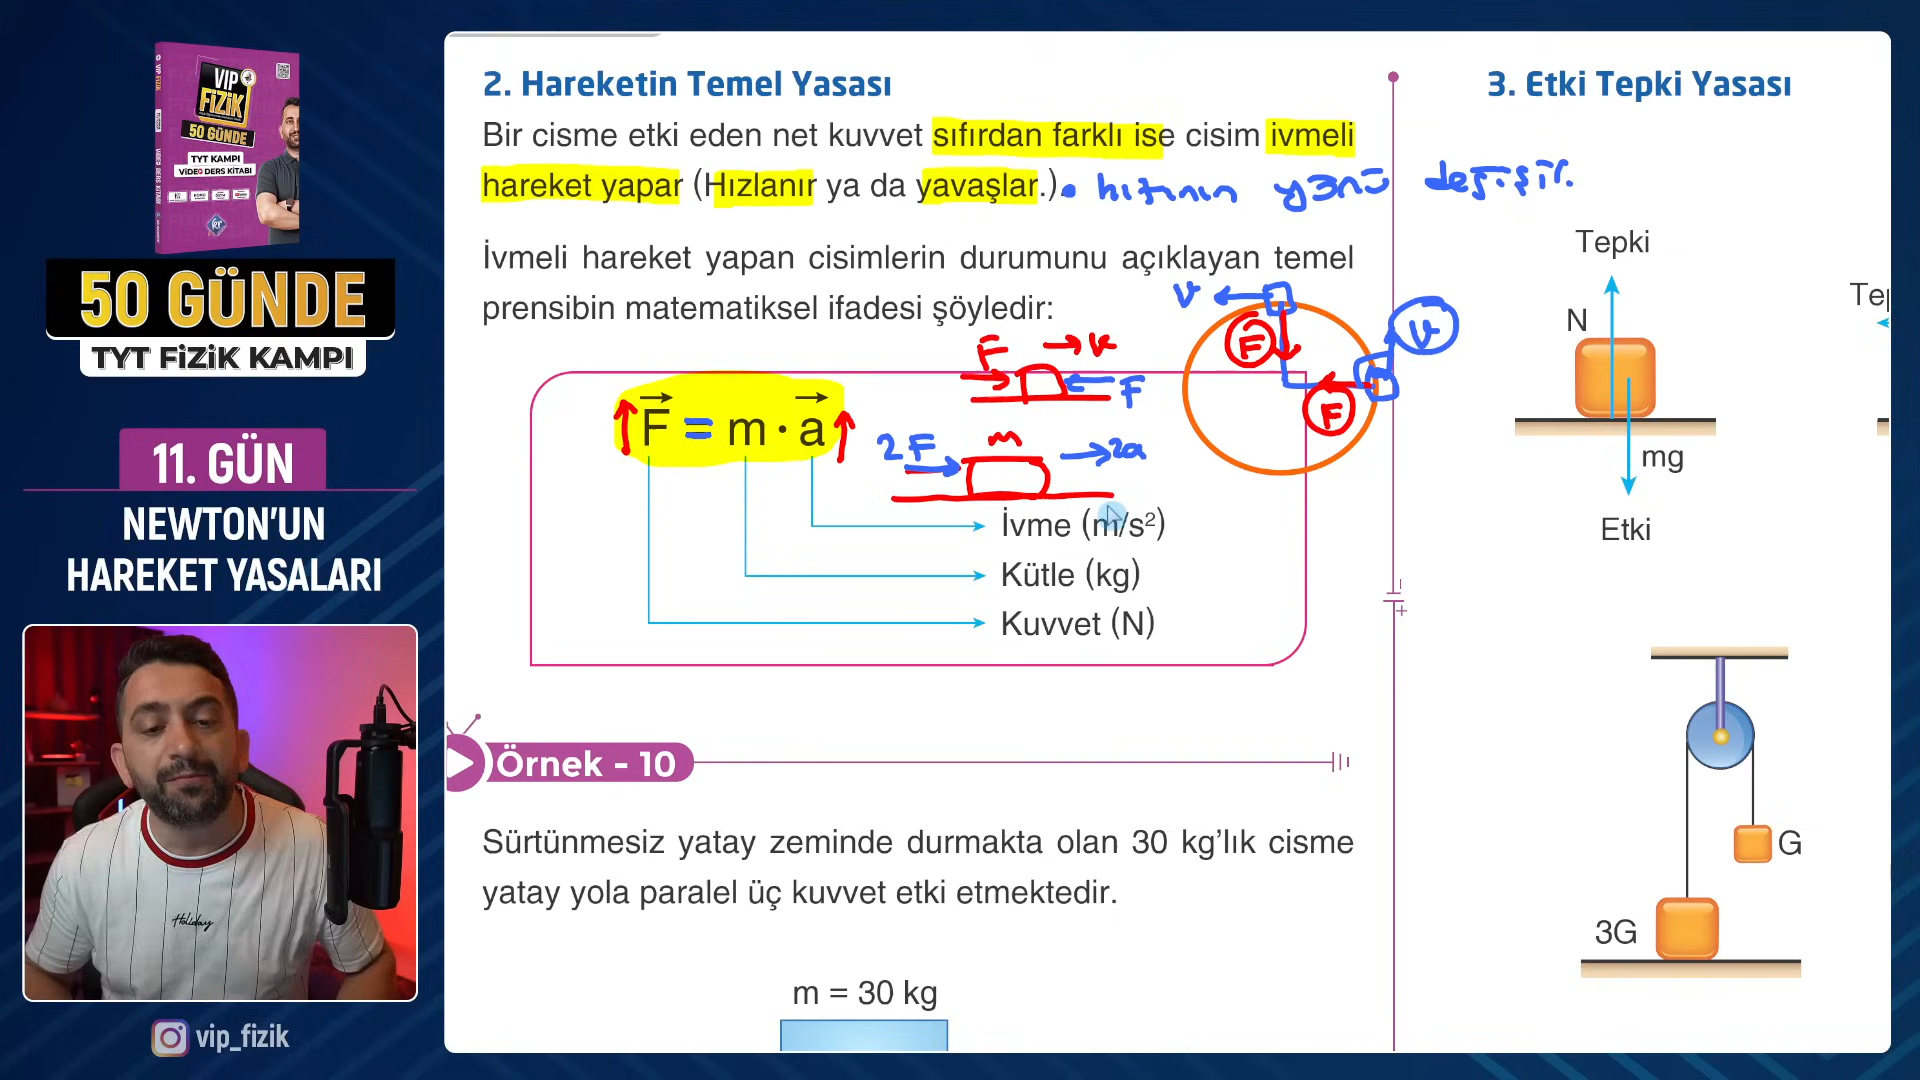 VIP
FİZİK
50 GÜNDE
TYT KAMPI
VİDEO DERS KİTABI
50 GÜNDE
TYT FİZİK KAMPI
11. GÜN
NEWTON'UN
HAREKET YASALARI
Holiday
vip_fizik
2. Hareketin Temel Yasası
Bir cisme etki eden net kuvvet sıfırdan farklı ise cisim ivmeli
hareket yapar (Hızlanır ya da yavaşlar.) • hızının yönü değişir.
İvmeli hareket yapan cisimlerin durumunu açıklayan temel
prensibin matematiksel ifadesi şöyledir:
V
F
V
F
F
V
F
F = m · a
2F
m
2a
İvme (m/s²)
Kütle (kg)
Kuvvet (N)
Örnek - 10
Sürtünmesiz yatay zeminde durmakta olan 30 kg'lık cisme
yatay yola paralel üç kuvvet etki etmektedir.
m = 30 kg
3. Etki Tepki Yasası
Tepki
N
mg
Etki
G
3G